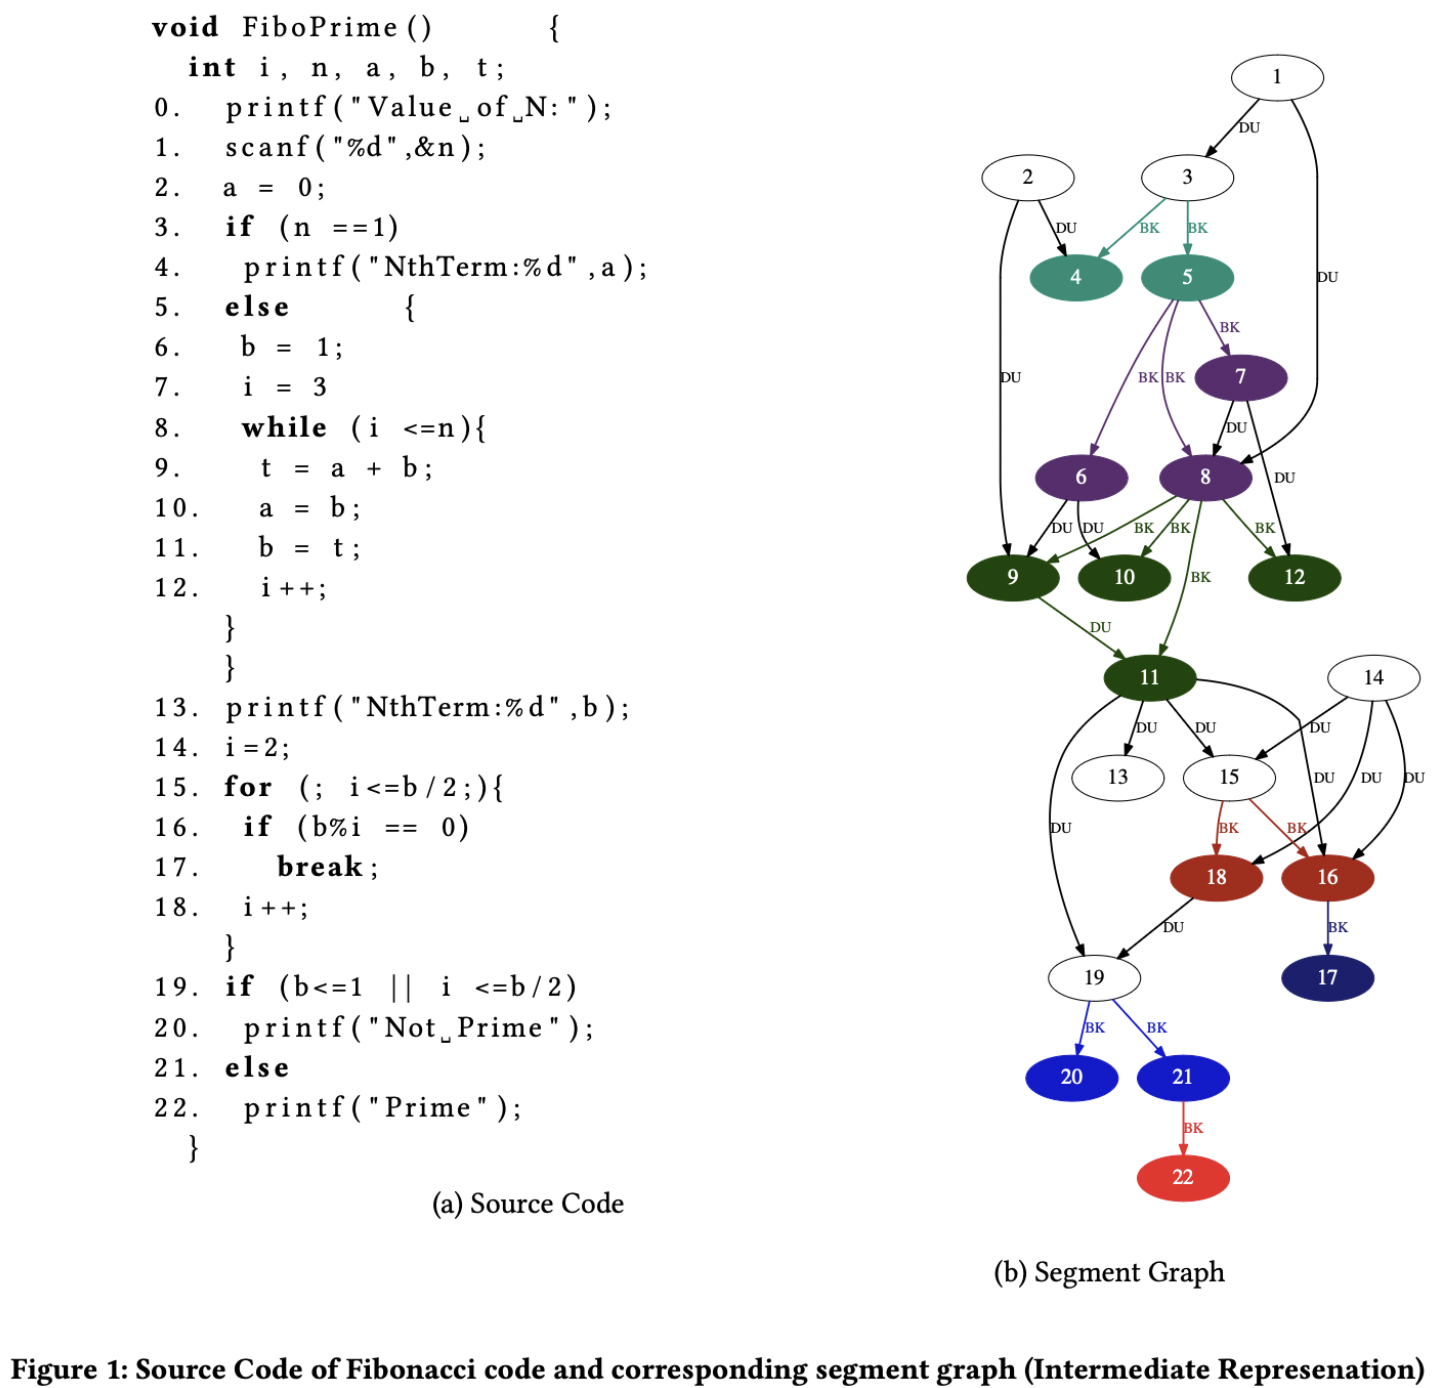 void FiboPrime() {
int i, n, a, b, t;
0. printf("Value␣of␣N:");
1. scanf("%d",&n);
2. a = 0;
3. if (n ==1)
4. printf("NthTerm:%d",a);
5. else {
6. b = 1;
7. i = 3
8. while (i <=n){
9. t = a + b;
10. a = b;
11. b = t;
12. i++;
}
}
13. printf("NthTerm:%d",b);
14. i=2;
15. for (; i<=b/2;){
16. if (b%i == 0)
17. break;
18. i++;
}
19. if (b<=1 || i <=b/2)
20. printf("Not␣Prime");
21. else
22. printf("Prime");
}
(a) Source Code
1
DU
2
3
DU
BK
BK
4
5
DU
BK
DU
BK
BK
7
DU
6
8
DU
DU
DU
BK
BK
BK
9
10
BK
12
DU
11
14
DU
DU
DU
13
15
DU
DU
DU
DU
BK
BK
18
16
DU
BK
19
17
BK
BK
20
21
BK
22
(b) Segment Graph
Figure 1: Source Code of Fibonacci code and corresponding segment graph (Intermediate Represenation)